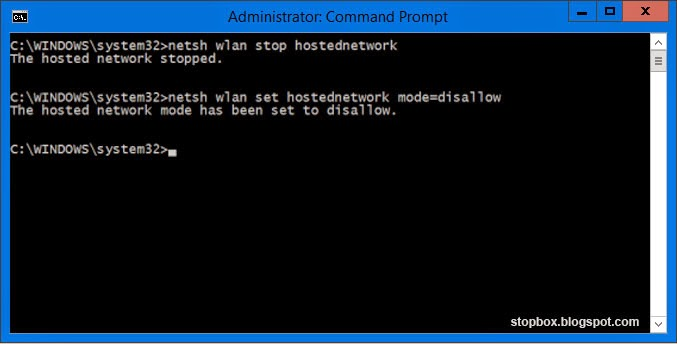 Administrator: Command Prompt
C:\WINDOWS\system32>netsh wlan stop hostednetwork
The hosted network stopped.
C:\WINDOWS\system32>netsh wlan set hostednetwork mode=disallow
The hosted network mode has been set to disallow.
C:\WINDOWS\system32>
stopbox.blogspot.com